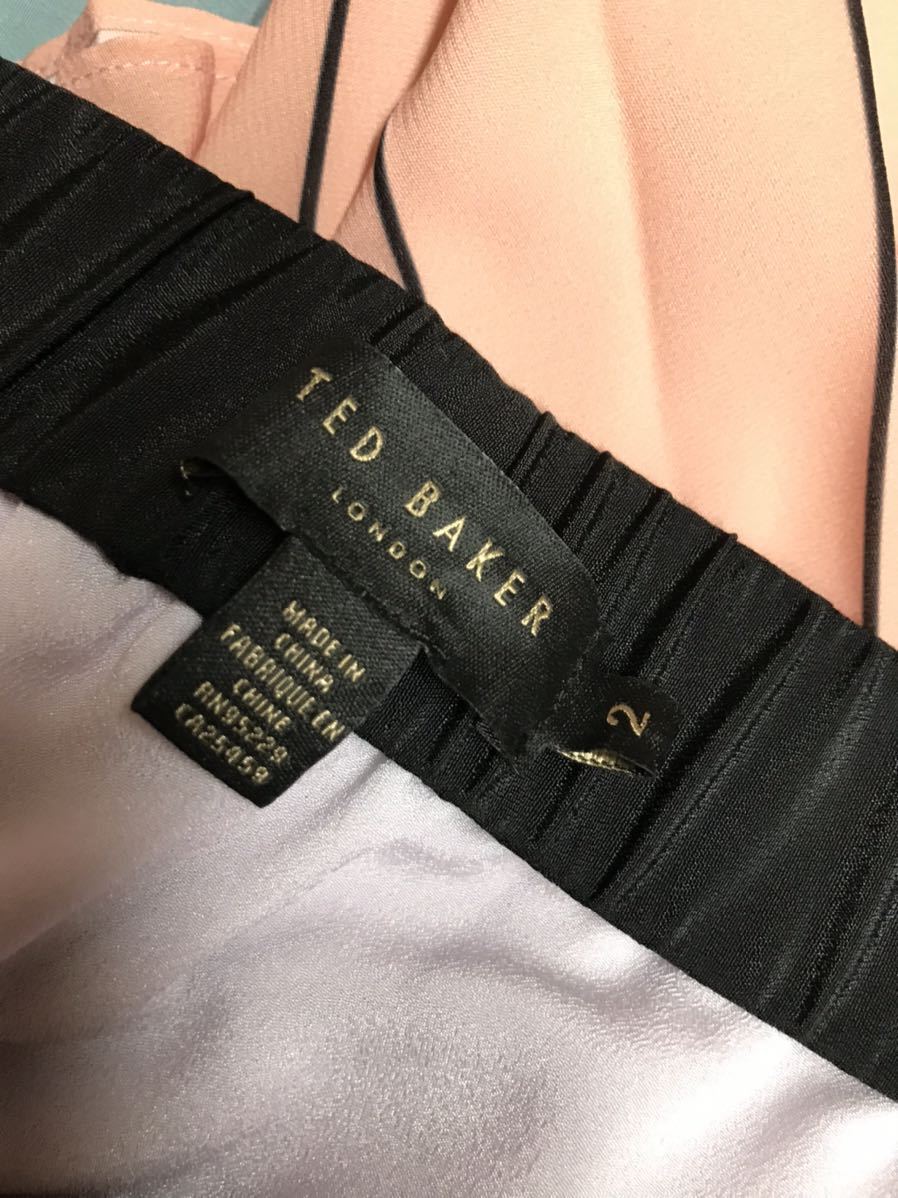 TED BAKER
LONDON
2
MADE IN
CHINA
FABRIQUE EN
CHINE
RN95229
CA25459